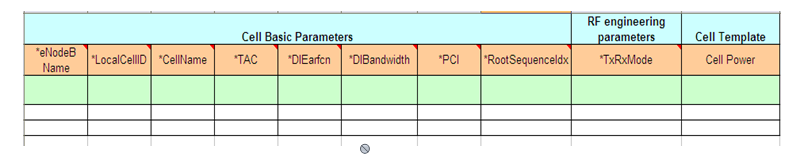 Cell Basic Parameters
RF engineering
parameters
Cell Template
*eNodeB
Name
*LocalCellID
*CellName
*TAC
*DlEarfcn
*DlBandwidth
*PCI
*RootSequenceIdx
*TxRxMode
Cell Power